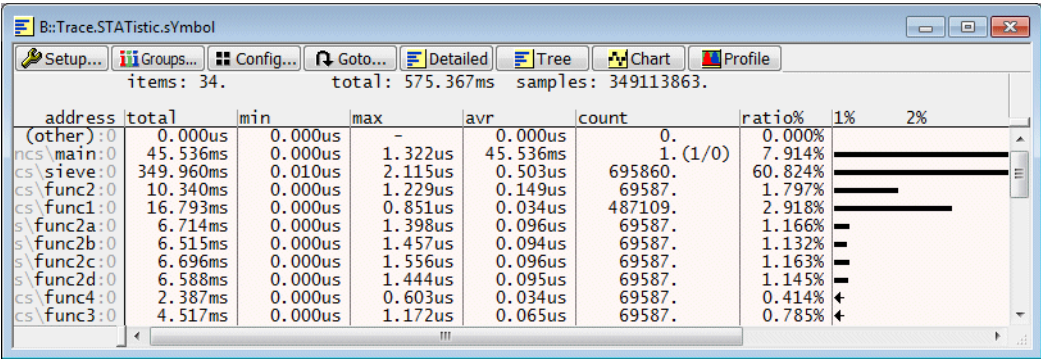 B::Trace.STATistic.sYmbol
Setup... Groups... Config... Goto... Detailed Tree Chart Profile
items: 34. total: 575.367ms samples: 349113863.
address total min max avr count ratio% 1% 2%
(other):0 0.000us 0.000us - 0.000us 0. 0.000%
ncs\main:0 45.536ms 0.000us 1.322us 45.536ms 1.(1/0) 7.914%
cs\sieve:0 349.960ms 0.010us 2.115us 0.503us 695860. 60.824%
cs\func2:0 10.340ms 0.000us 1.229us 0.149us 69587. 1.797%
cs\func1:0 16.793ms 0.000us 0.851us 0.034us 487109. 2.918%
s\func2a:0 6.714ms 0.000us 1.398us 0.096us 69587. 1.166%
s\func2b:0 6.515ms 0.000us 1.457us 0.094us 69587. 1.132%
s\func2c:0 6.696ms 0.000us 1.556us 0.096us 69587. 1.163%
s\func2d:0 6.588ms 0.000us 1.444us 0.095us 69587. 1.145%
cs\func4:0 2.387ms 0.000us 0.603us 0.034us 69587. 0.414%
cs\func3:0 4.517ms 0.000us 1.172us 0.065us 69587. 0.785%